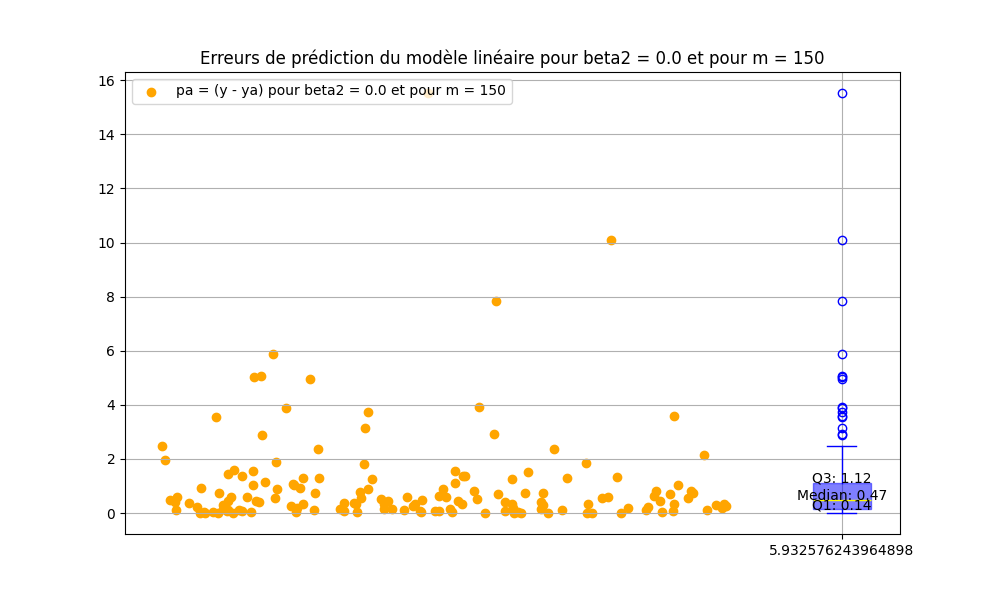 Erreurs de prédiction du modèle linéaire pour beta2 = 0.0 et pour m = 150
pa = (y - ya) pour beta2 = 0.0 et pour m = 150
16
14
12
10
8
6
4
2
0
Q3: 1.12
Median: 0.47
Q1: 0.14
5.932576243964898